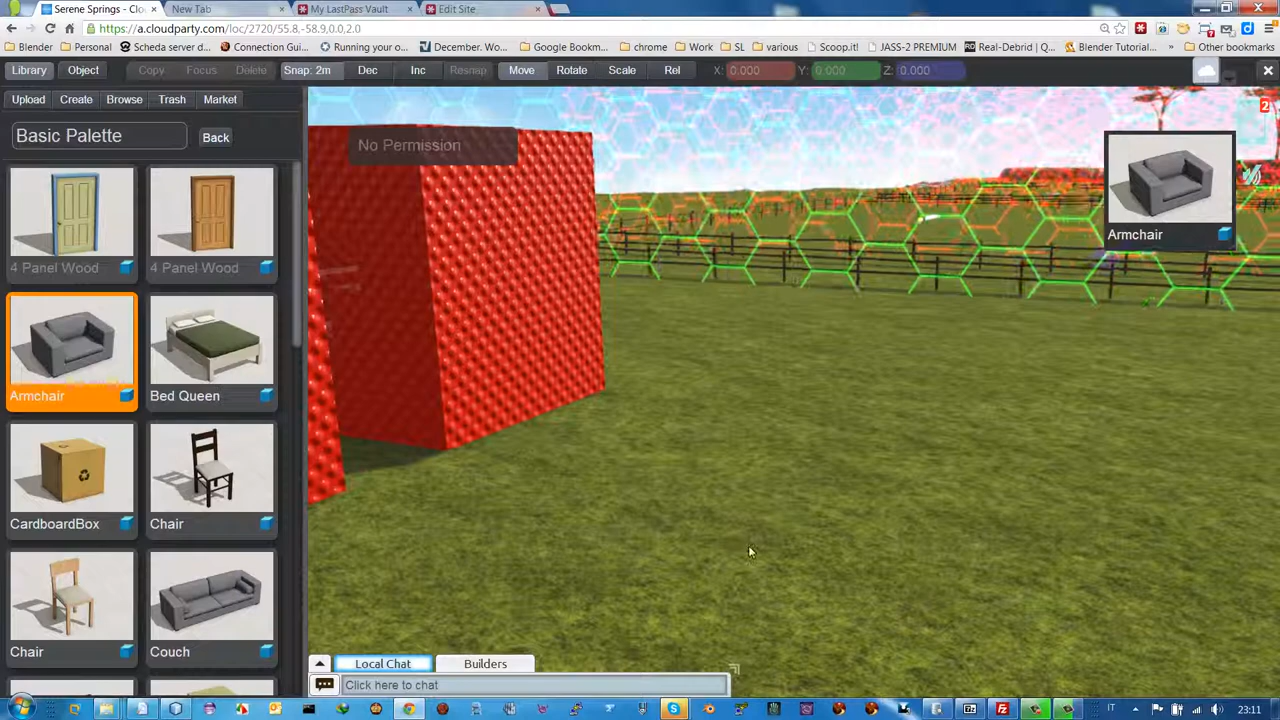 Serene Springs - Clo
New Tab
My LastPass Vault
Edit Site
https://a.cloudparty.com/loc/2720/55.8,-58.9,0.0,2.0
Blender
Personal
Scheda server d...
Connection Gui...
Running your o...
December. Wom...
Google Bookm...
chrome
Work
SL
various
Scoop.it!
JASS-2 PREMIUM
Real-Debrid | Q...
Blender Tutorial...
Other bookmarks
Library
Object
Copy
Focus
Delete
Snap: 2m
Dec
Inc
Resnap
Move
Rotate
Scale
Rel
X: 0.000
Y: 0.000
Z: 0.000
Upload
Create
Browse
Trash
Market
2
Basic Palette
Back
No Permission
4 Panel Wood
4 Panel Wood
Armchair
Armchair
Bed Queen
CardboardBox
Chair
Chair
Couch
Local Chat
Builders
Click here to chat
IT
23:11